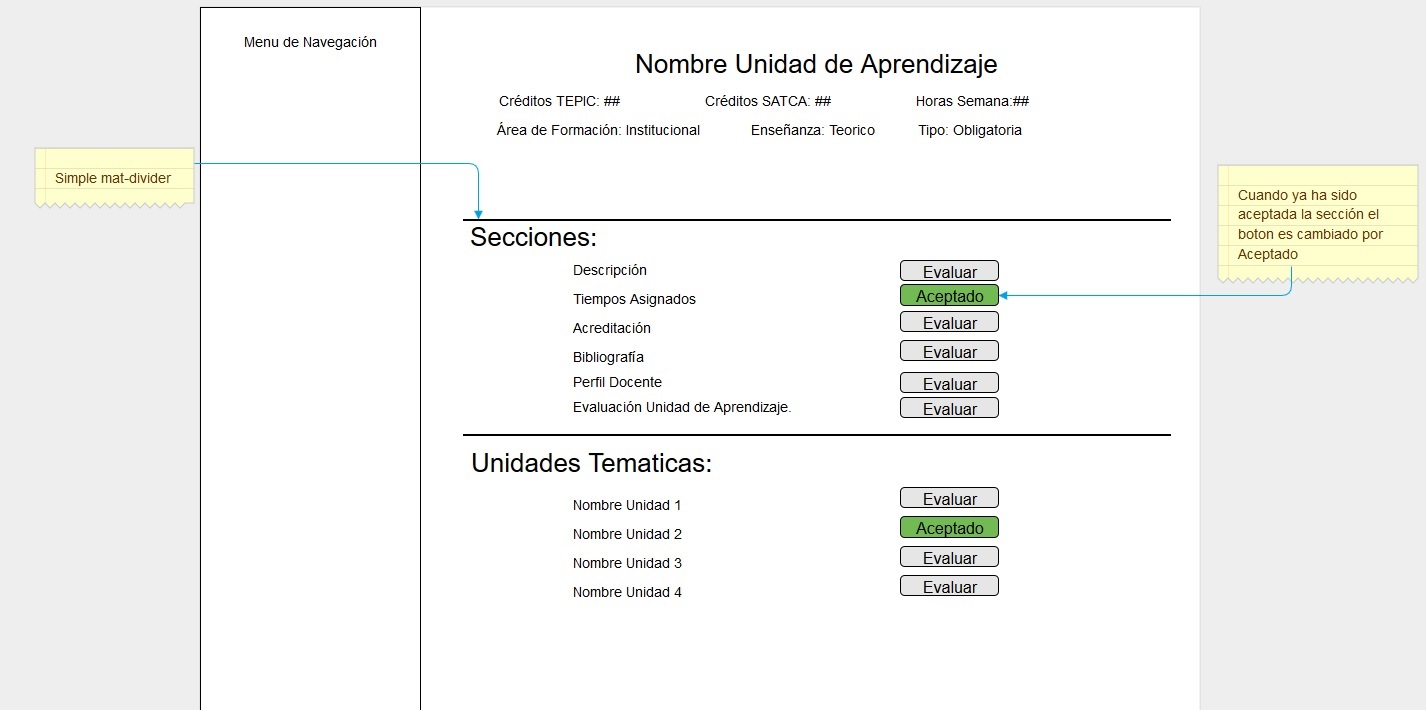 Menu de Navegación
Nombre Unidad de Aprendizaje
Créditos TEPIC: ## Créditos SATCA: ## Horas Semana:##
Área de Formación: Institucional Enseñanza: Teorico Tipo: Obligatoria
Simple mat-divider
Cuando ya ha sido
aceptada la sección el
boton es cambiado por
Aceptado
Secciones:
Descripción Evaluar
Tiempos Asignados Aceptado
Acreditación Evaluar
Bibliografía Evaluar
Perfil Docente Evaluar
Evaluación Unidad de Aprendizaje. Evaluar
Unidades Tematicas:
Nombre Unidad 1 Evaluar
Nombre Unidad 2 Aceptado
Nombre Unidad 3 Evaluar
Nombre Unidad 4 Evaluar